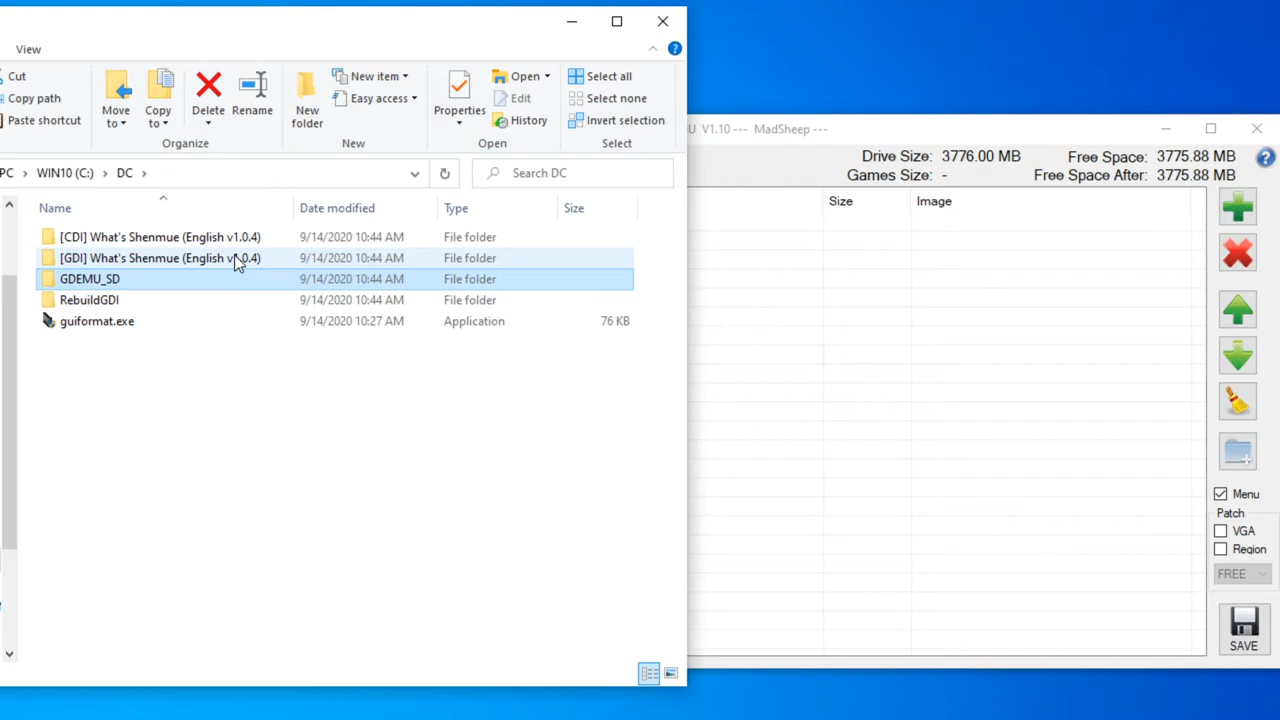 View
Cut
Copy path
Paste shortcut
Move to
Copy to
Delete
Rename
Organize
New folder
New item
Easy access
New
Properties
Open
Edit
History
Open
Select all
Select none
Invert selection
Select
PC > WIN10 (C:) > DC >
Search DC
Name Date modified Type Size
[CDI] What's Shenmue (English v1.0.4) 9/14/2020 10:44 AM File folder
[GDI] What's Shenmue (English v1.0.4) 9/14/2020 10:44 AM File folder
GDEMU_SD 9/14/2020 10:44 AM File folder
RebuildGDI 9/14/2020 10:44 AM File folder
guiformat.exe 9/14/2020 10:27 AM Application 76 KB
U V1.10 --- MadSheep ---
Drive Size: 3776.00 MB Free Space: 3775.88 MB
Games Size: - Free Space After: 3775.88 MB
Size Image
Menu
Patch
VGA
Region
FREE
SAVE